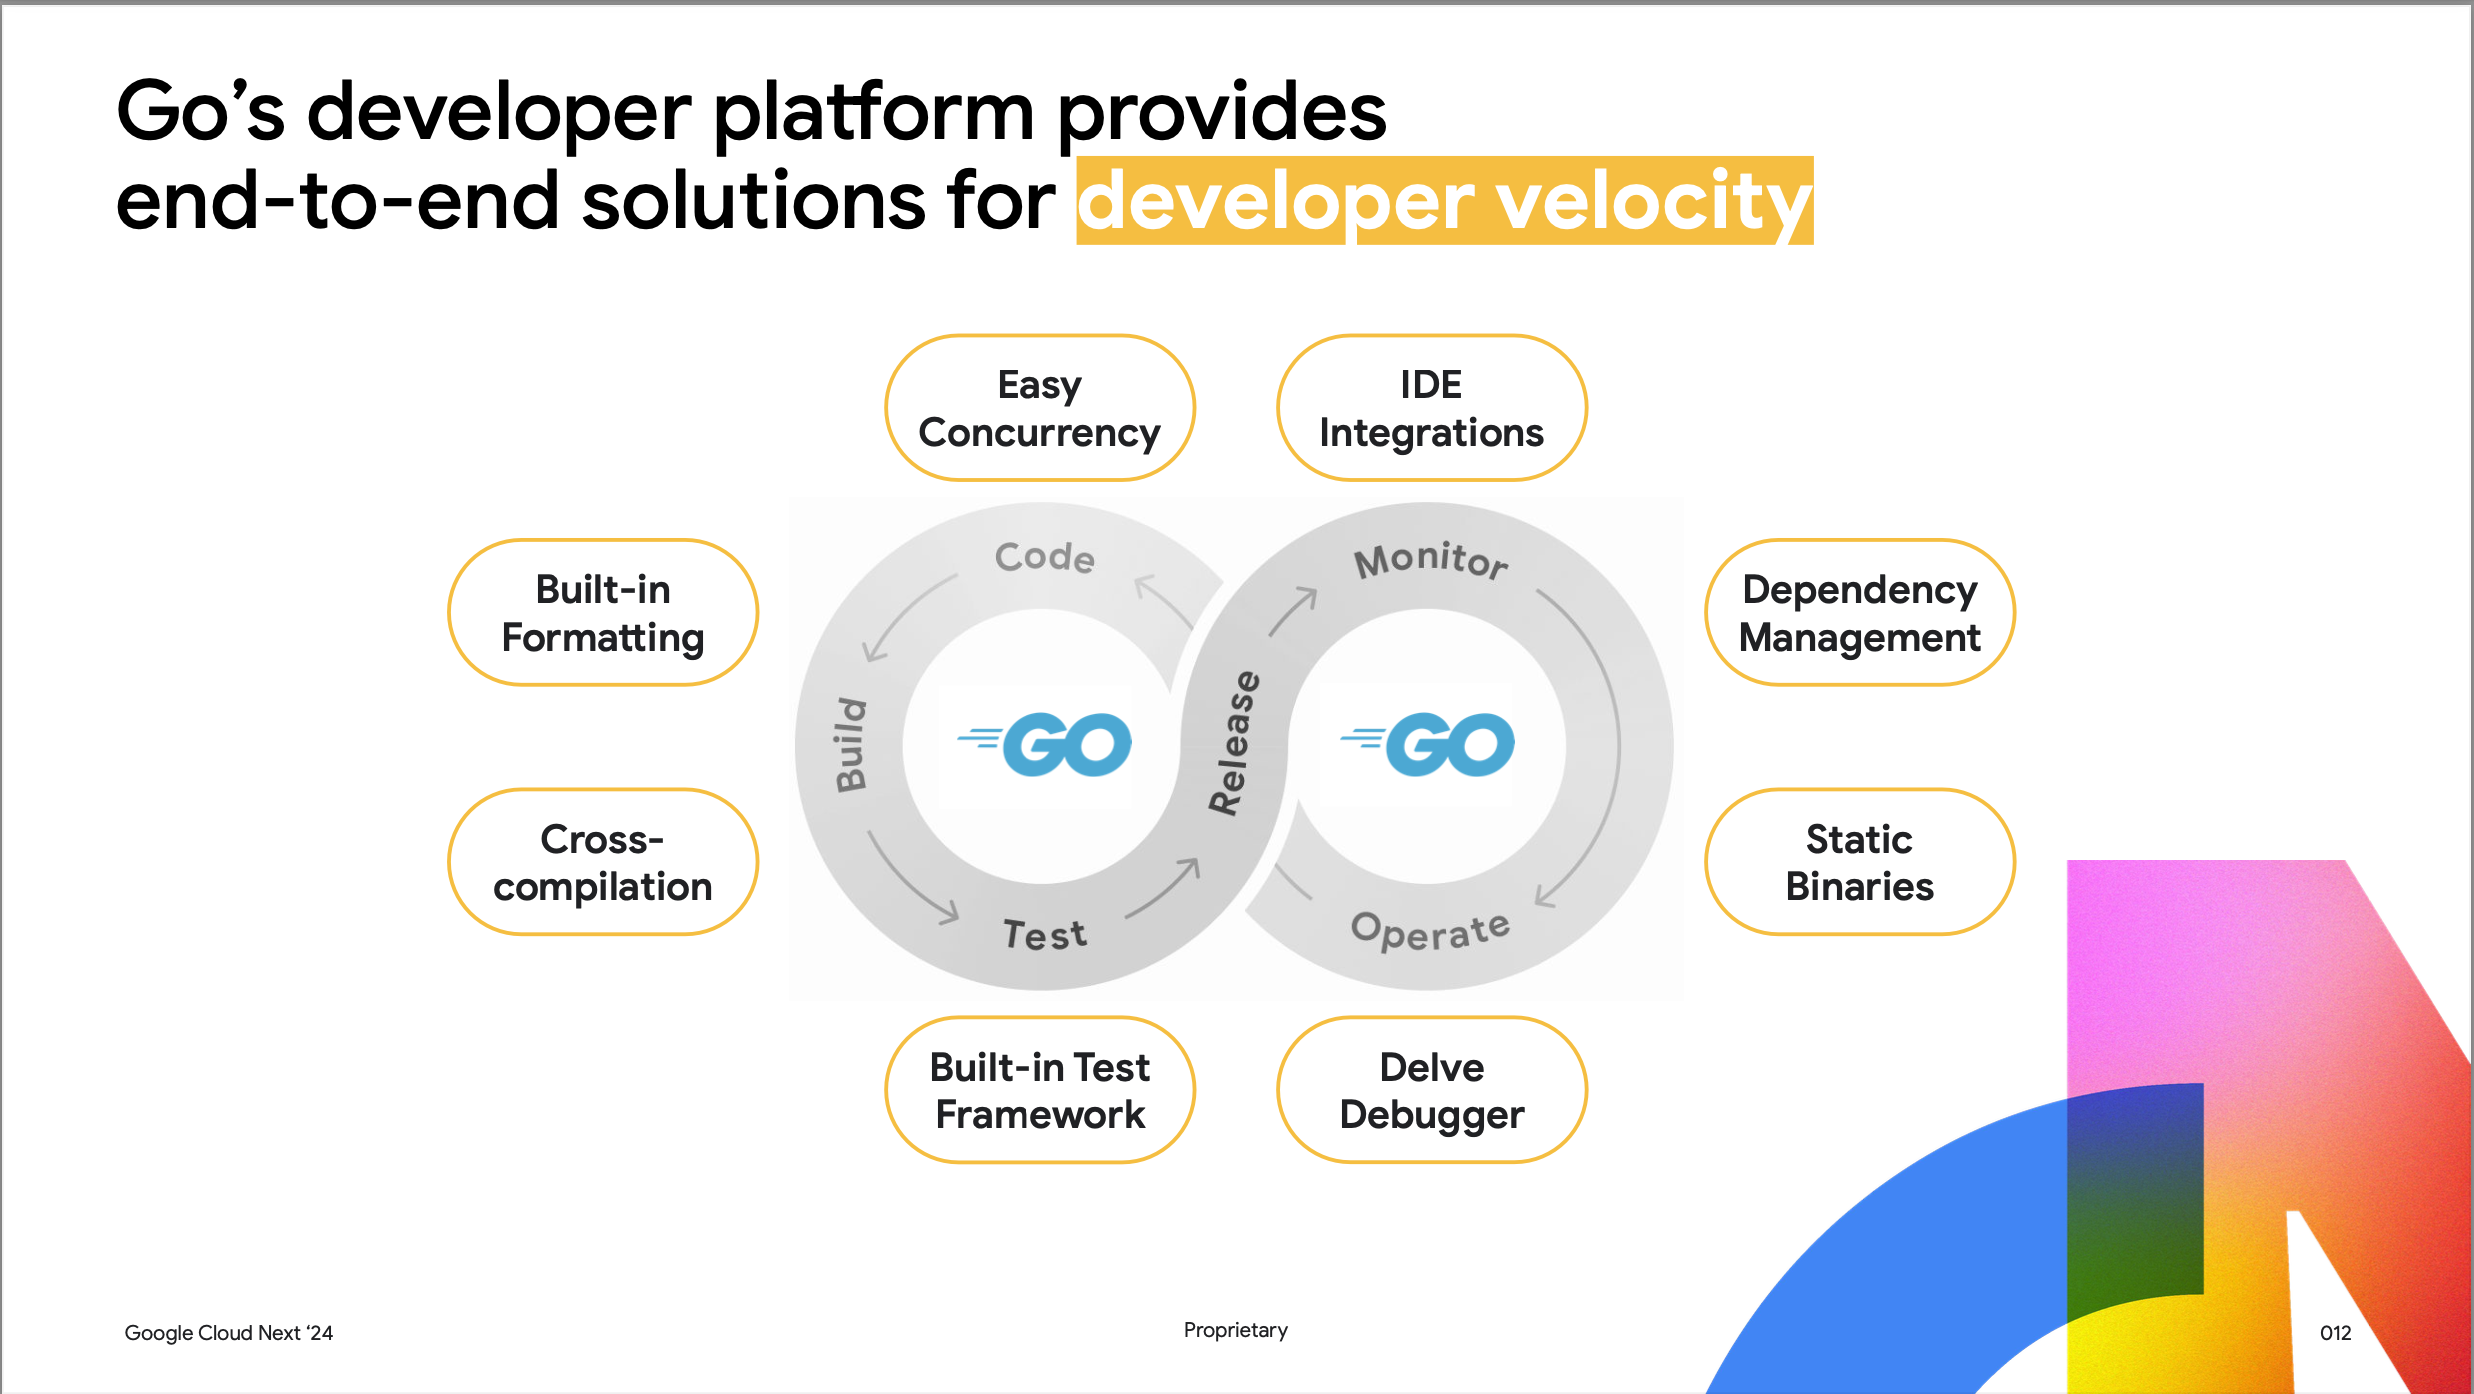 Go’s developer platform provides
end-to-end solutions for developer velocity
Easy
Concurrency
IDE
Integrations
Built-in
Formatting
Dependency
Management
Cross-
compilation
Static
Binaries
Code
Build
Test
Release
Monitor
Operate
GO
GO
Built-in Test
Framework
Delve
Debugger
Google Cloud Next ‘24
Proprietary
012